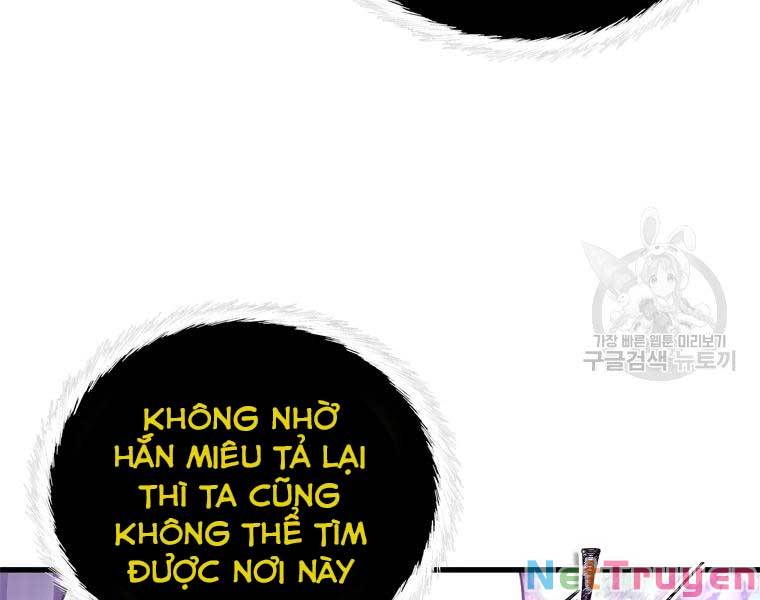 가장 빠른 웹툰 미리보기
구글검색 뉴토끼
KHÔNG NHỜ
HẮN MIÊU TẢ LẠI
THÌ TA CŨNG
KHÔNG THỂ TÌM
ĐƯỢC NƠI NÀY
NetTruyen